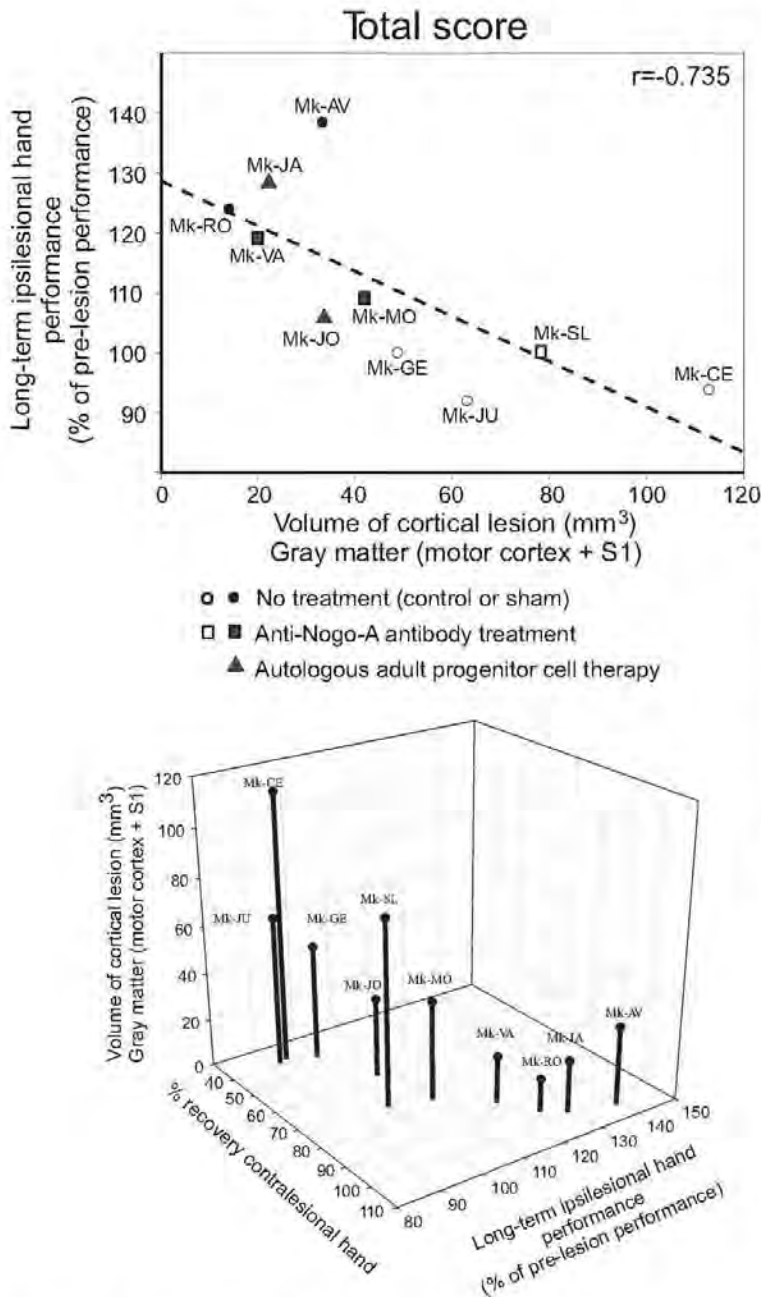 Total score
r=-0.735
Long-term ipsilesional hand
performance
(% of pre-lesion performance)
140
130
120
110
100
90
Mk-AV
Mk-JA
Mk-RO
Mk-VA
Mk-MO
Mk-JO
Mk-GE
Mk-SL
Mk-CE
Mk-JU
0 20 40 60 80 100 120
Volume of cortical lesion (mm³)
Gray matter (motor cortex + S1)
No treatment (control or sham)
Anti-Nogo-A antibody treatment
Autologous adult progenitor cell therapy
Volume of cortical lesion (mm³)
Gray matter (motor cortex + S1)
120
100
80
60
40
20
0
Mk-CE
Mk-JU
Mk-GE
Mk-SL
Mk-JO
Mk-MO
Mk-VA
Mk-RO
Mk-JA
Mk-AV
40 50 60 70 80 90 100 110
% recovery contralesional hand
80 90 100 110 120 130 140 150
Long-term ipsilesional hand
performance
(% of pre-lesion performance)